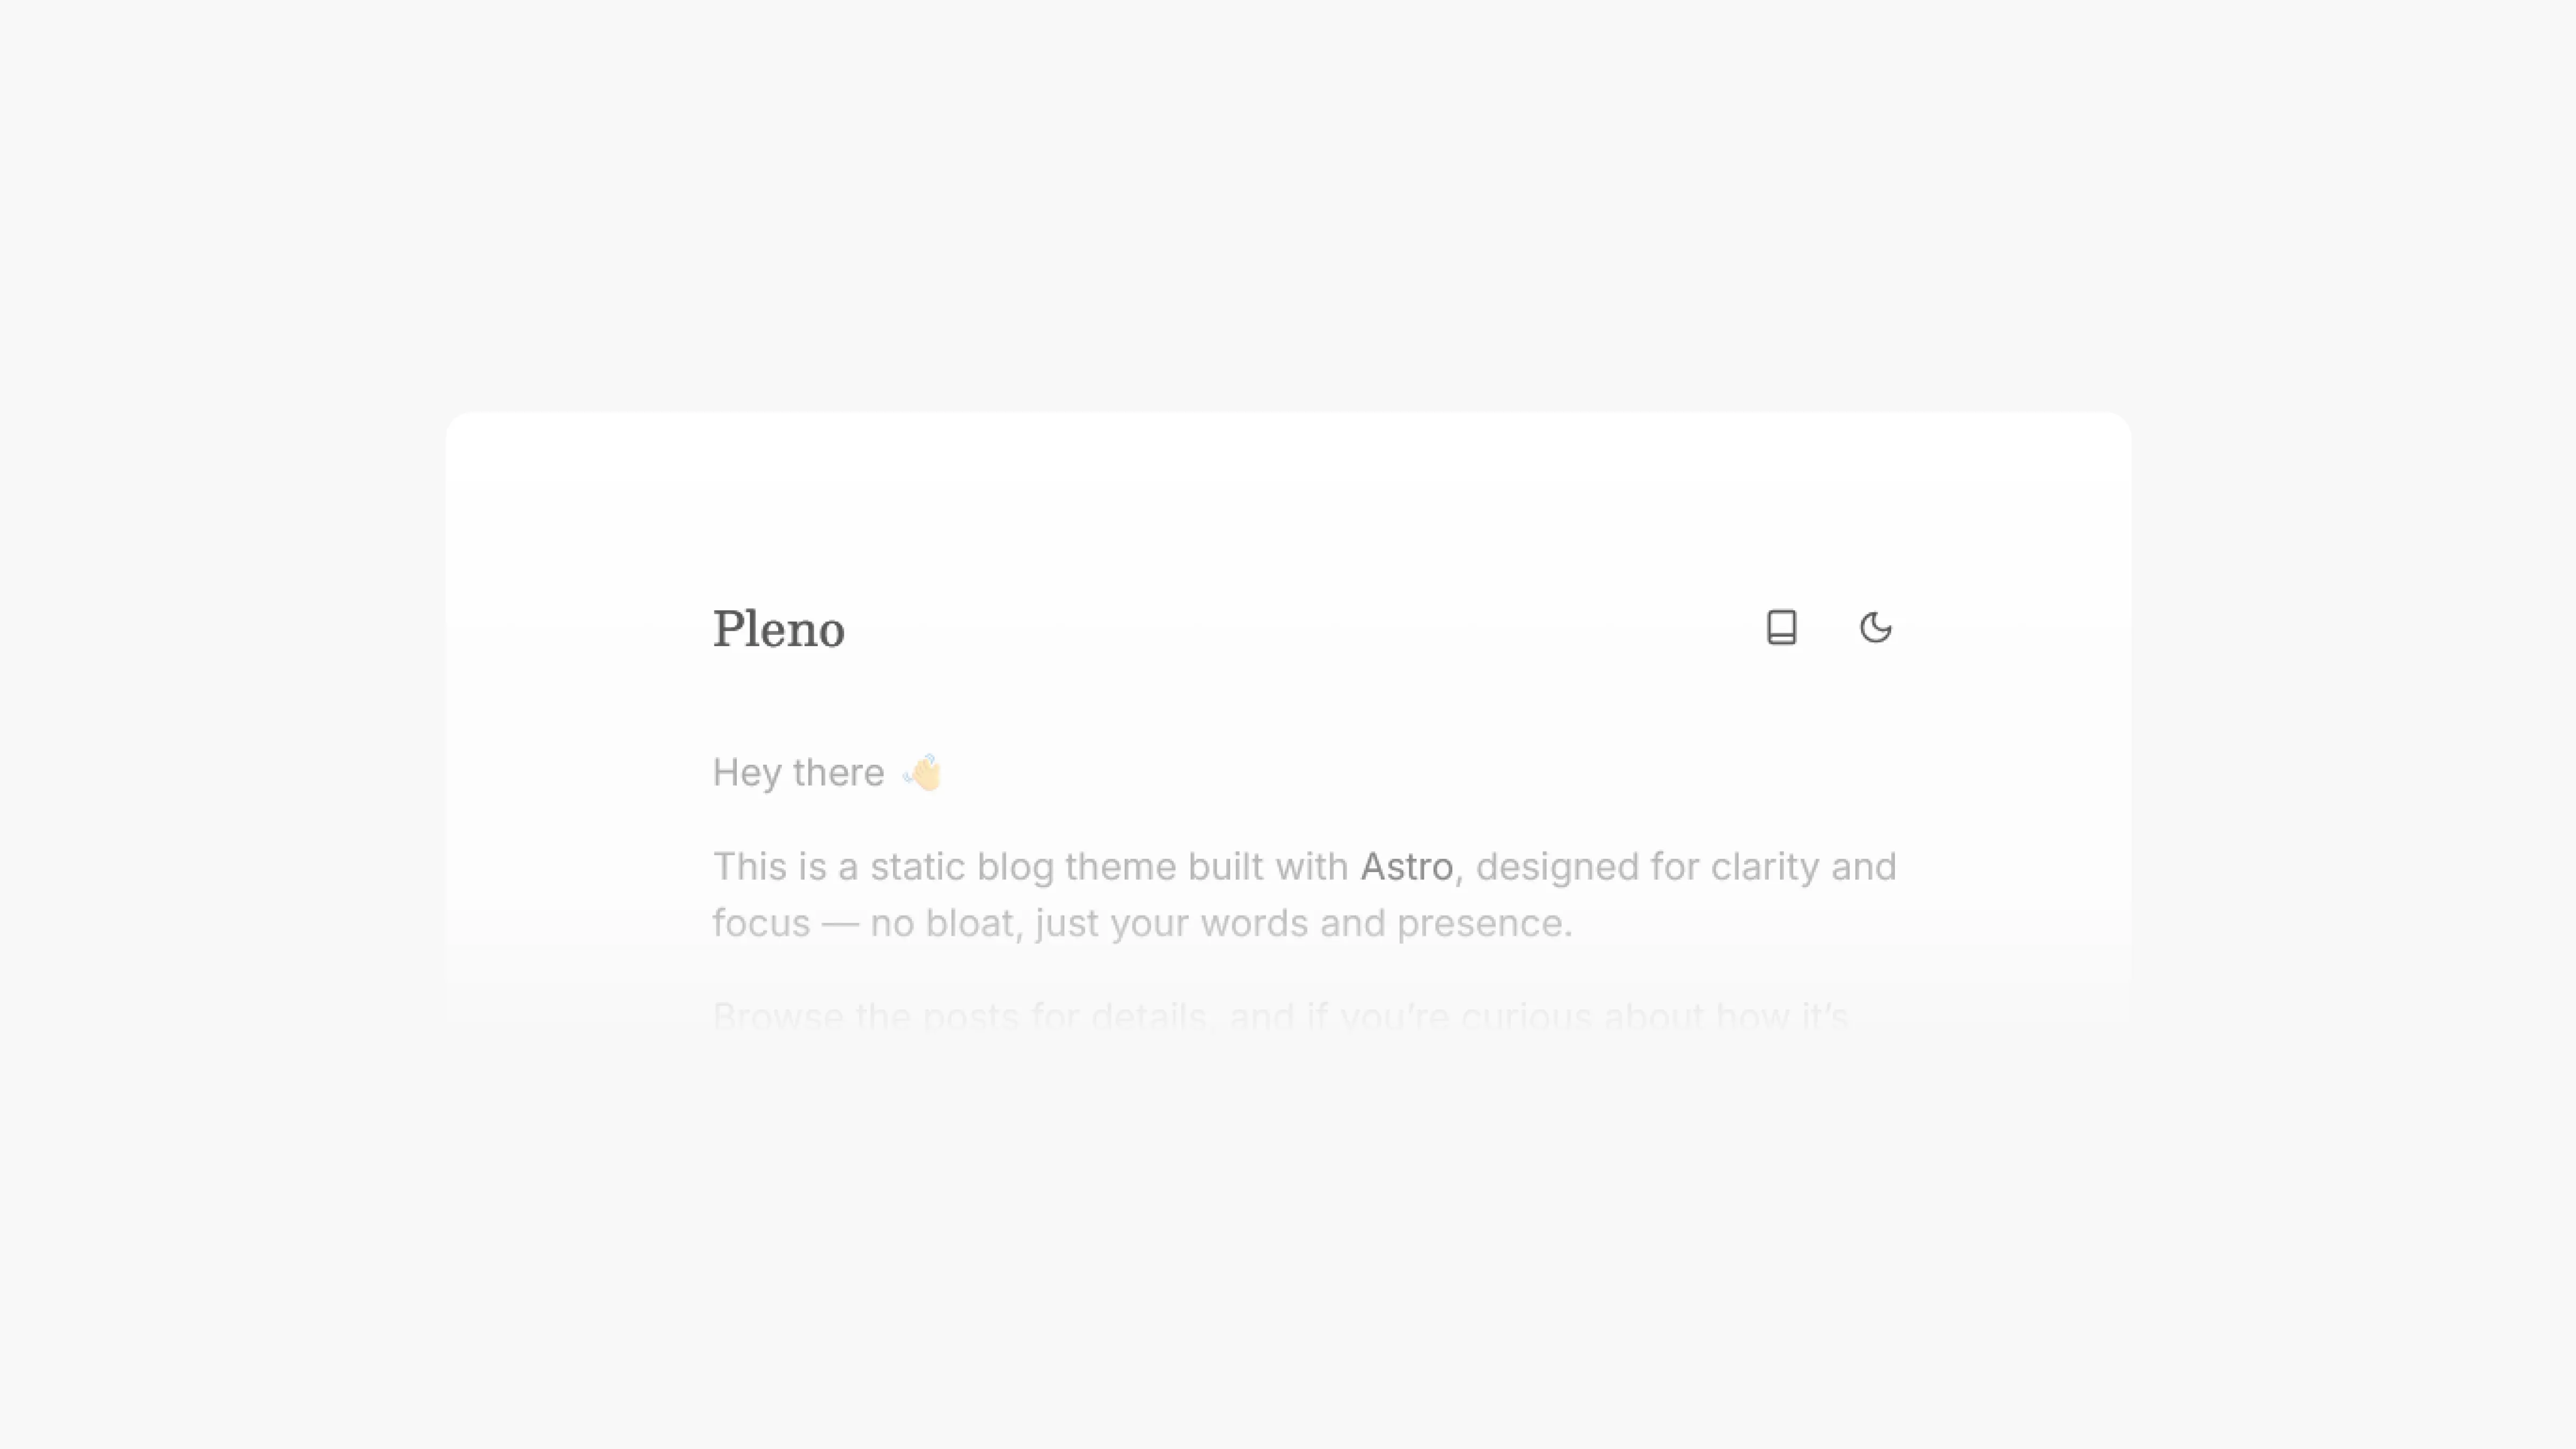 Pleno
Hey there 👋🏻
This is a static blog theme built with Astro, designed for clarity and
focus — no bloat, just your words and presence.
Browse the posts for details, and if you’re curious about how it’s